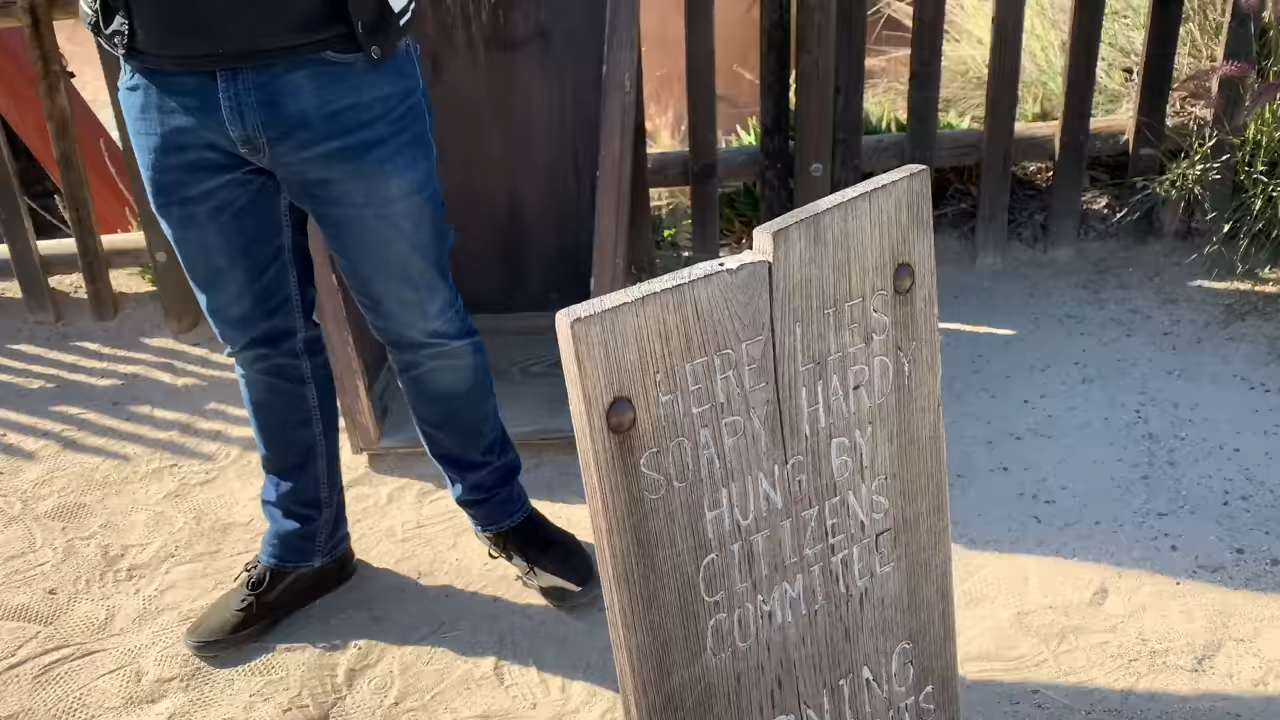 HERE LIES
SOAPY HARDY
HUNG BY
CITIZENS
COMMITEE